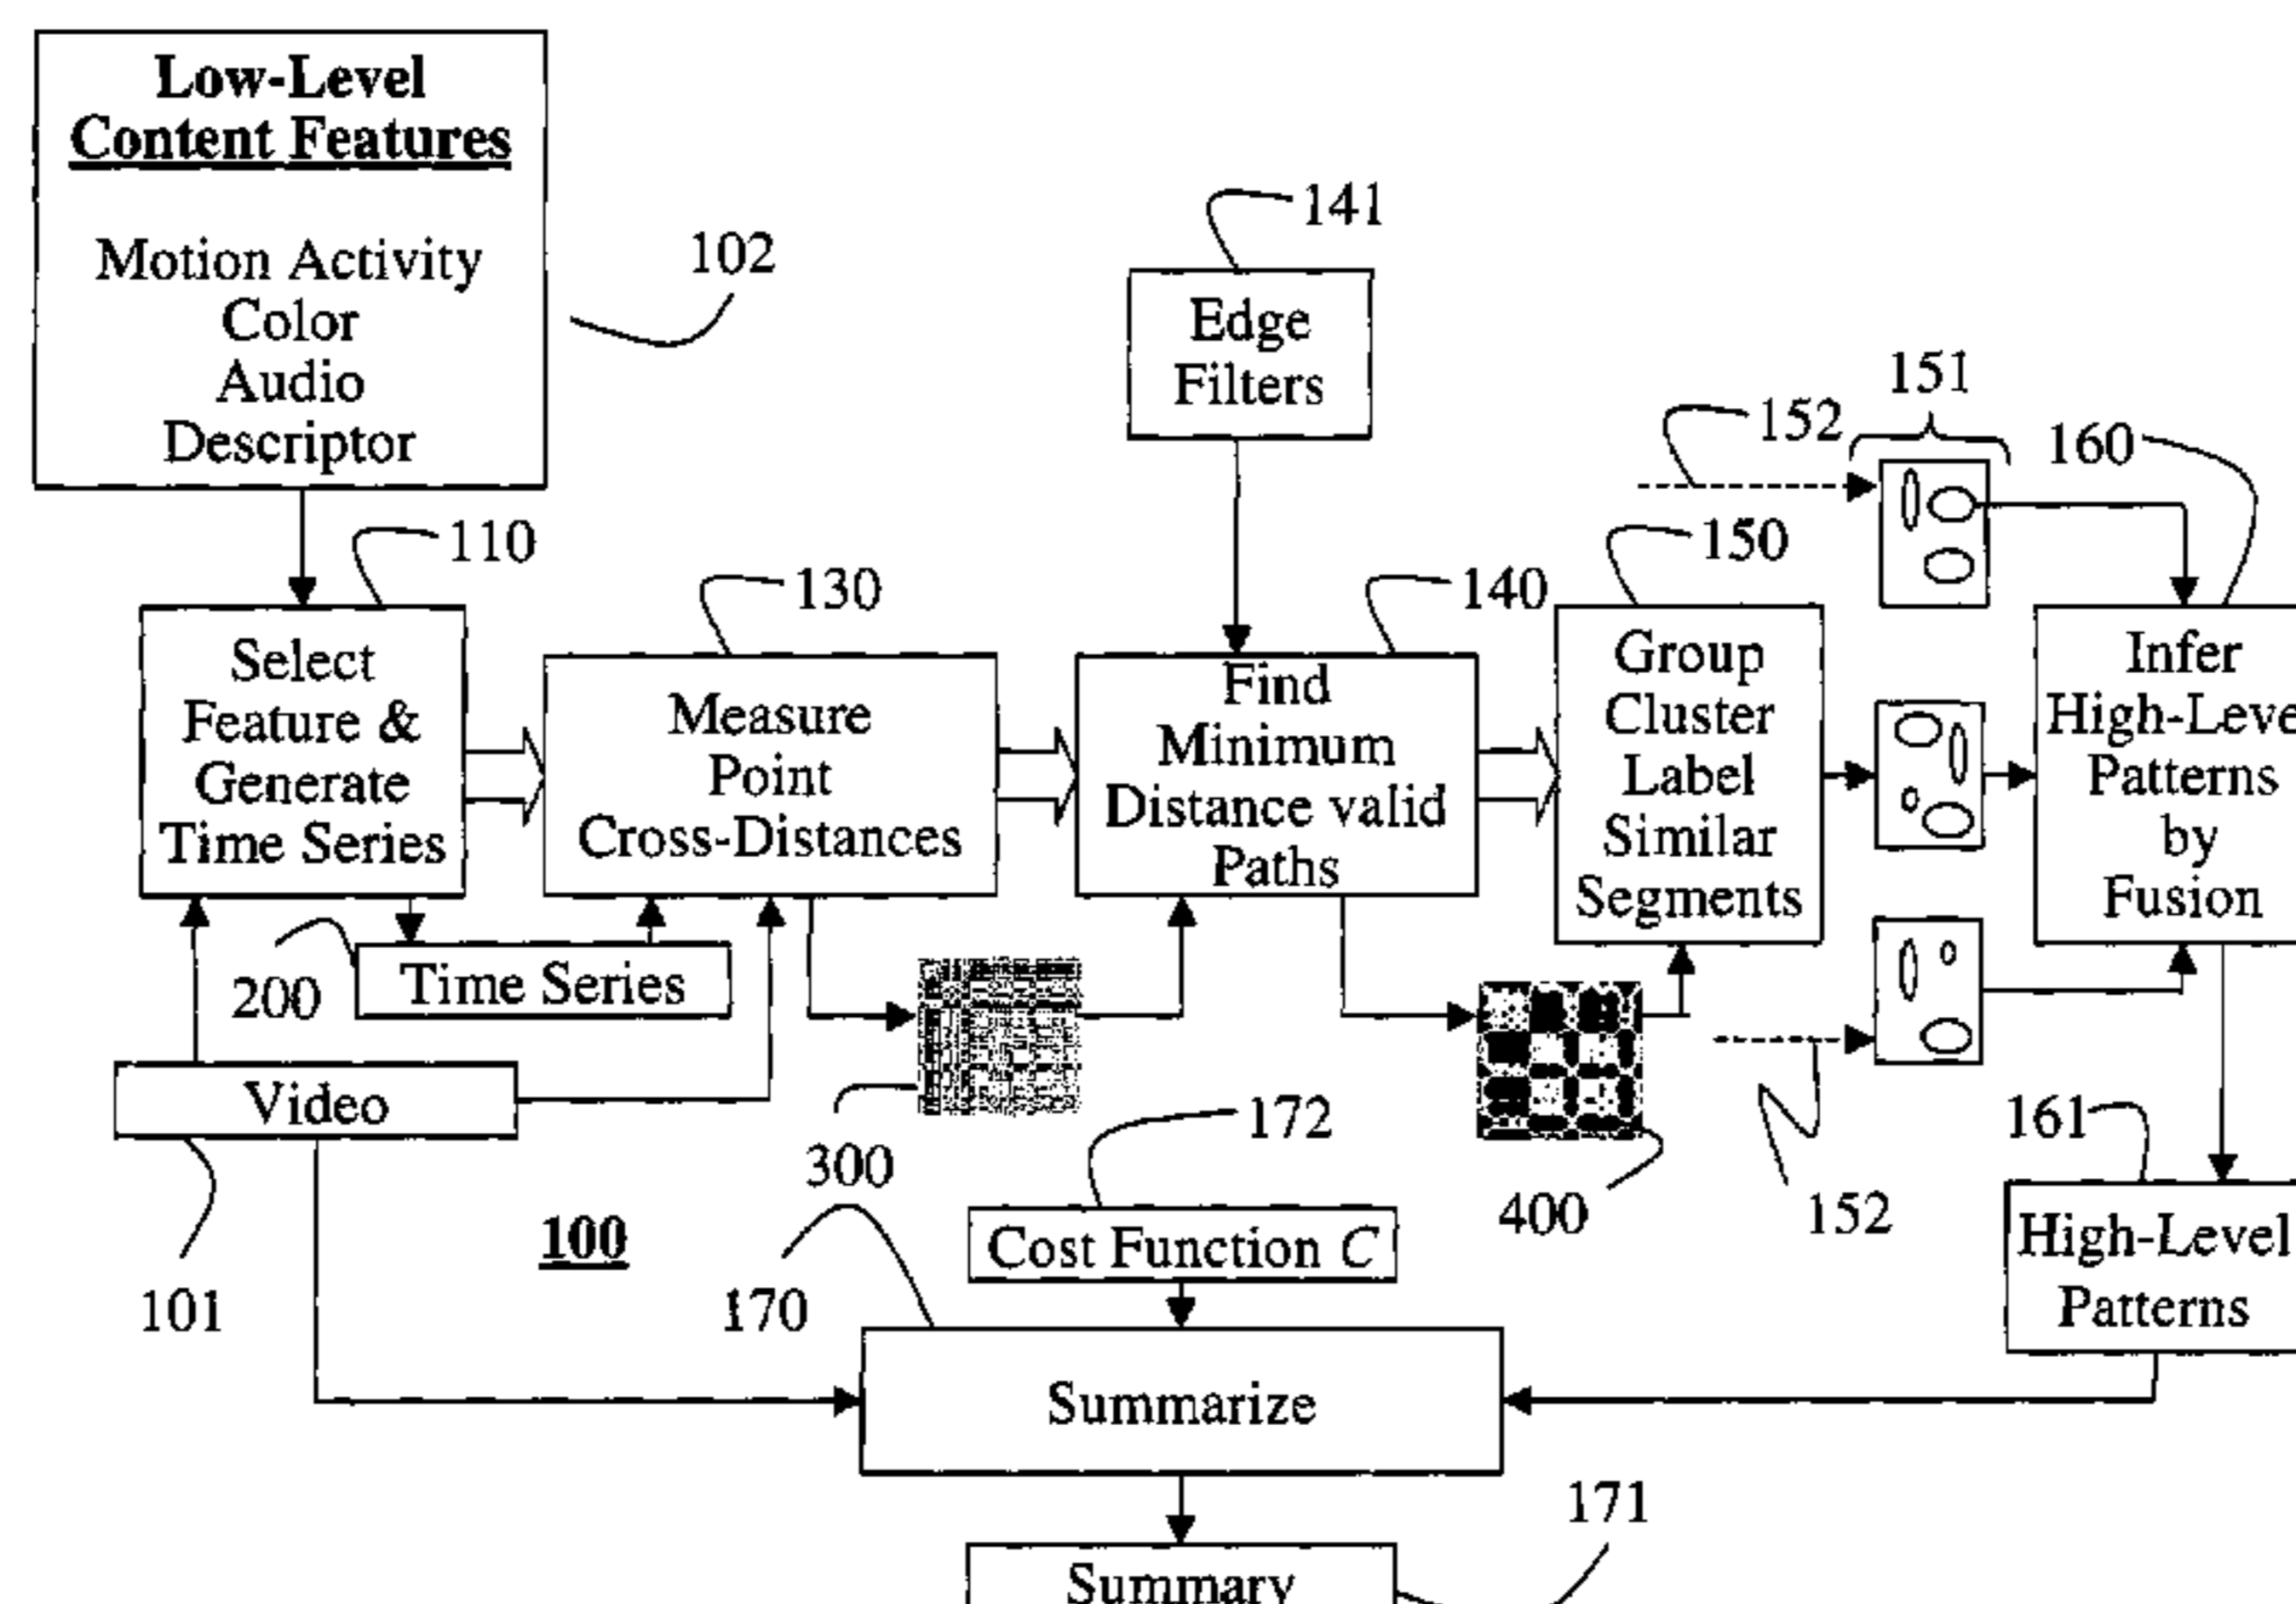 Low-Level
Content Features
Motion Activity
Color
Audio
Descriptor
102
141
Edge
Filters
151
152
160
110
130
140
150
Select
Feature &
Generate
Time Series
Measure
Point
Cross-Distances
Find
Minimum
Distance valid
Paths
Group
Cluster
Label
Similar
Segments
Infer
High-Leve
Patterns
by
Fusion
200
Time Series
Video
101
300
172
400
152
161
100
170
Cost Function C
High-Level
Patterns
Summarize
171
Summary